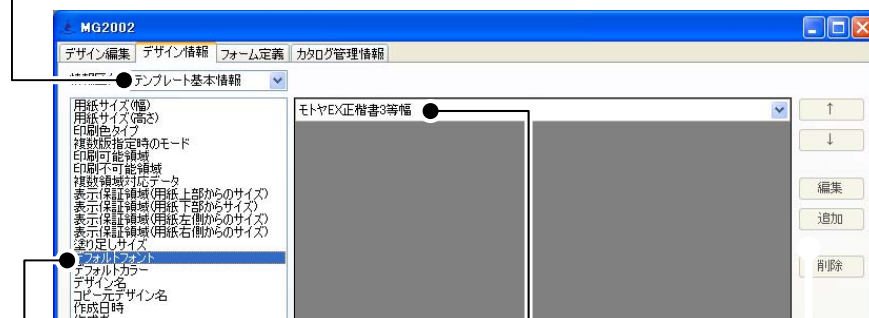 MG2002
デザイン編集 デザイン情報 フォーム定義 カタログ管理情報
テンプレート基本情報
用紙サイズ(幅)
用紙サイズ(高さ)
印刷色タイプ
複数版指定時のモード
印刷可能領域
印刷不可能領域
複数領域対応データ
表示保証領域(用紙上部からのサイズ)
表示保証領域(用紙下部からサイズ)
表示保証領域(用紙左側からのサイズ)
表示保証領域(用紙右側からのサイズ)
塗り足しサイズ
デフォルトフォント
デフォルトカラー
デザイン名
コピー元デザイン名
作成日時
モトヤEX正楷書3等幅
↑
↓
編集
追加
削除